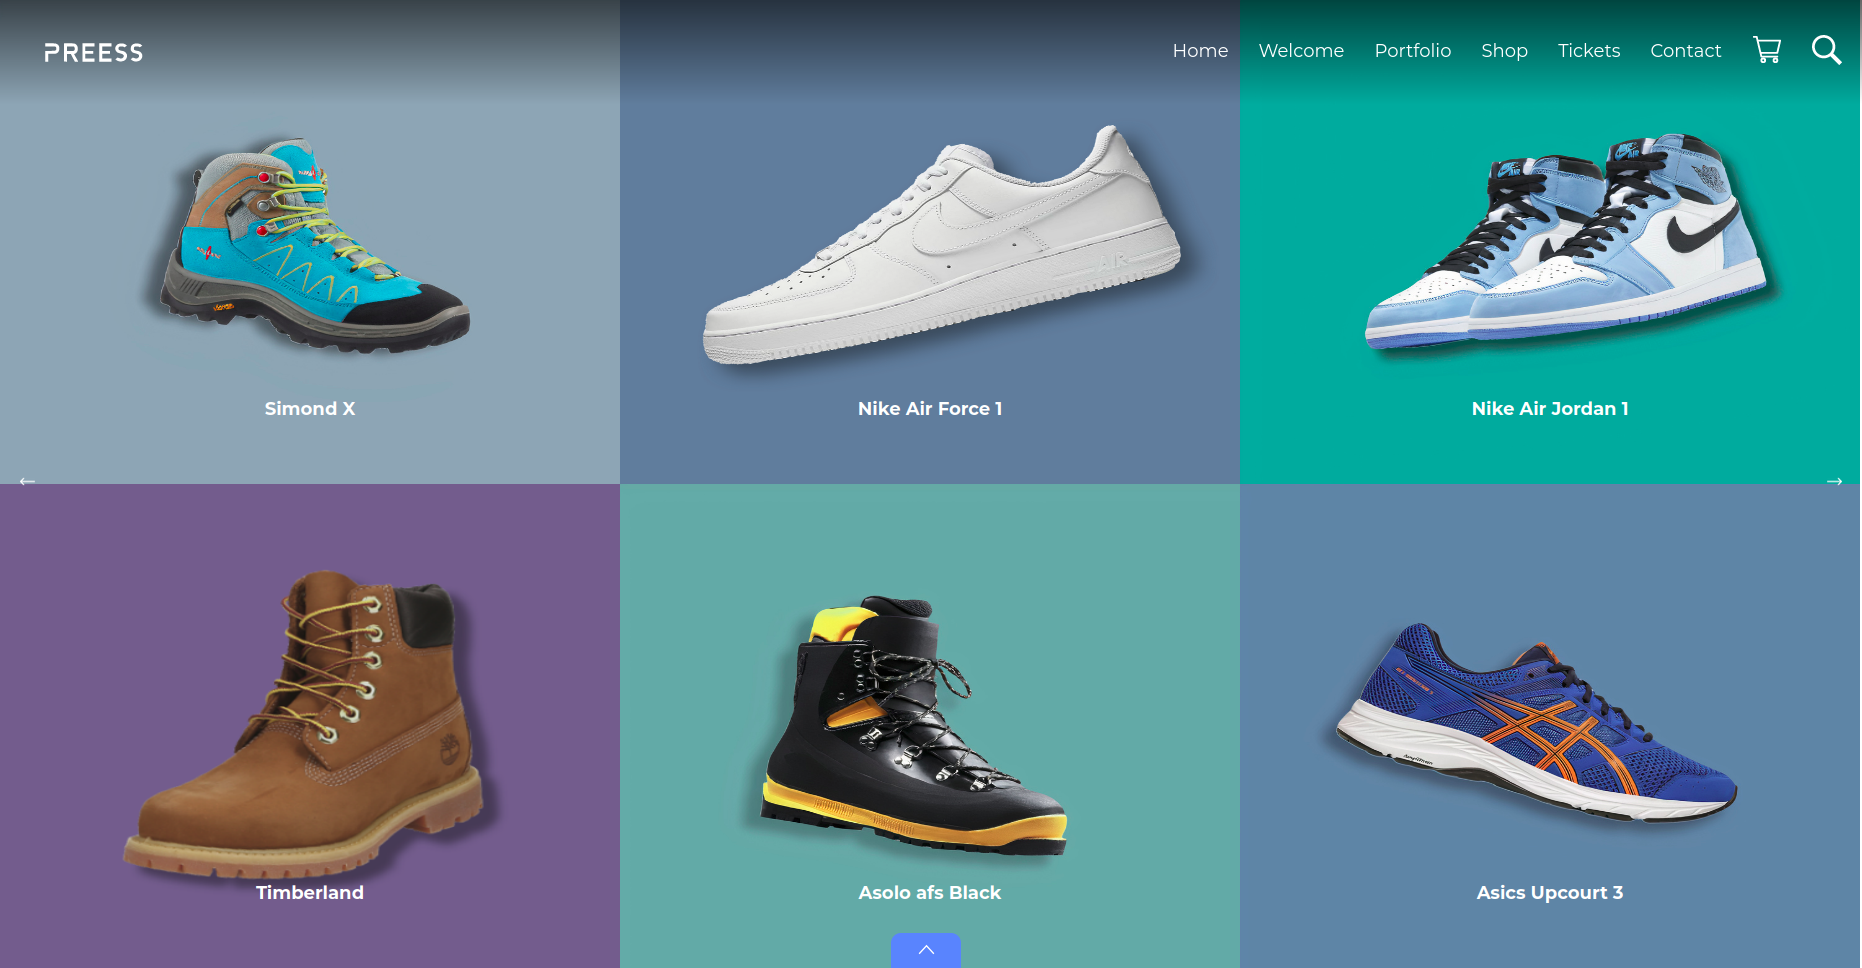 PREESS
Home Welcome Portfolio Shop Tickets Contact
Simond X
Nike Air Force 1
AIR
Nike Air Jordan 1
Timberland
Asolo afs Black
Asics Upcourt 3